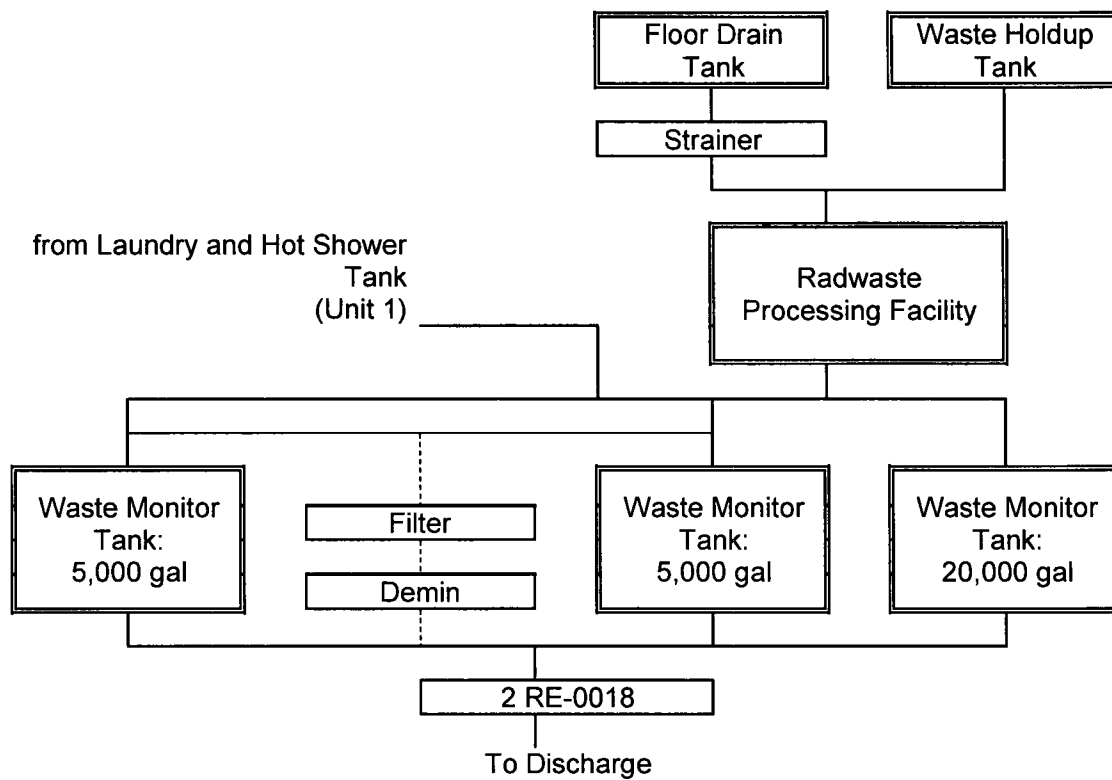 Floor Drain
Tank
Waste Holdup
Tank
Strainer
from Laundry and Hot Shower
Tank
(Unit 1)
Radwaste
Processing Facility
Waste Monitor
Tank:
5,000 gal
Filter
Demin
Waste Monitor
Tank:
5,000 gal
Waste Monitor
Tank:
20,000 gal
2 RE-0018
To Discharge